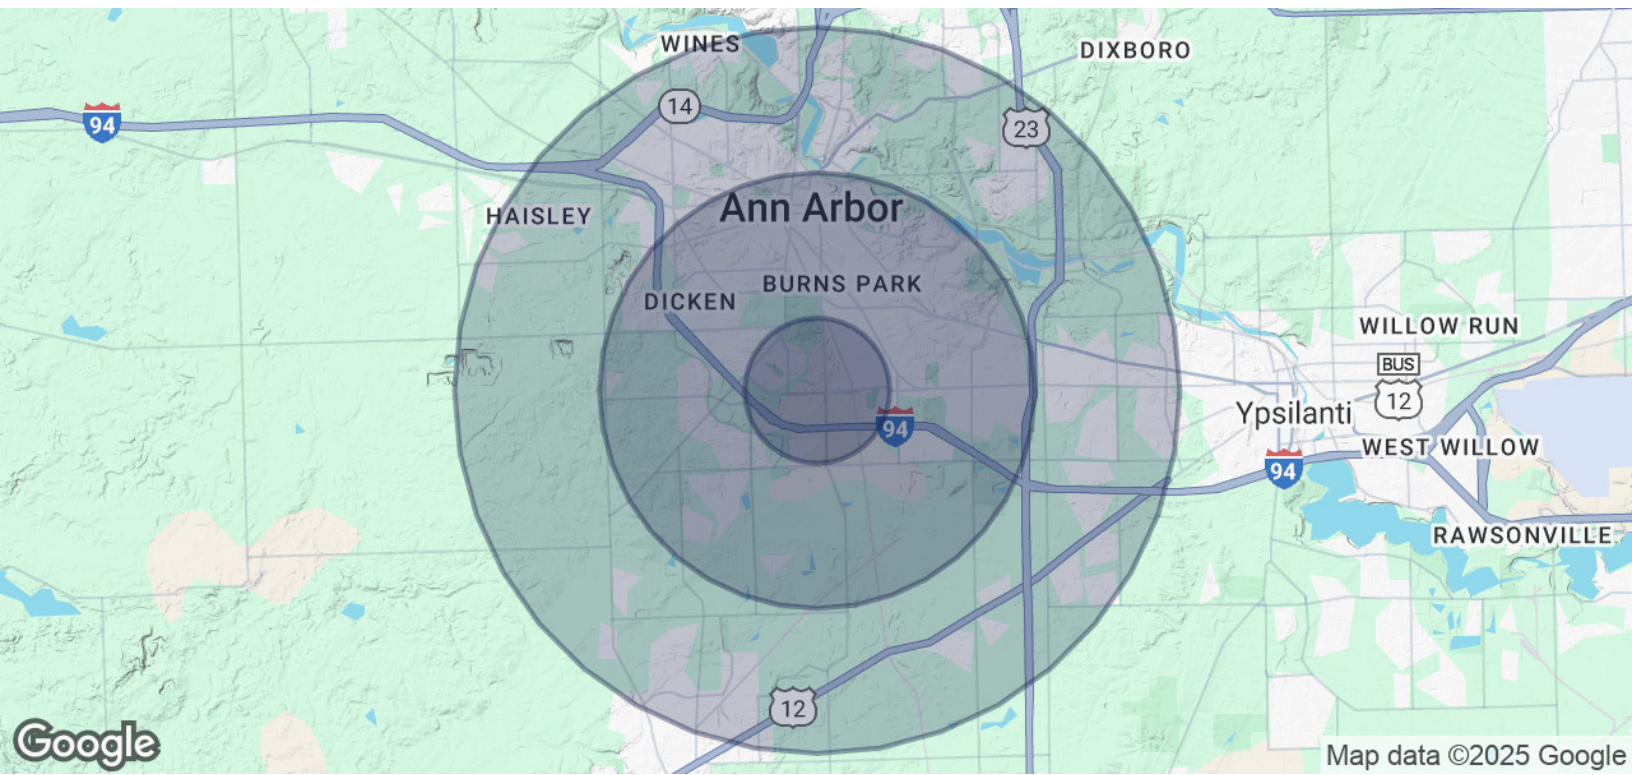 WINES
DIXBORO
14
94
23
Ann Arbor
HAISLEY
BURNS PARK
DICKEN
WILLOW RUN
BUS
12
Ypsilanti
94
WEST WILLOW
94
RAWSONVILLE
12
Google
Map data ©2025 Google